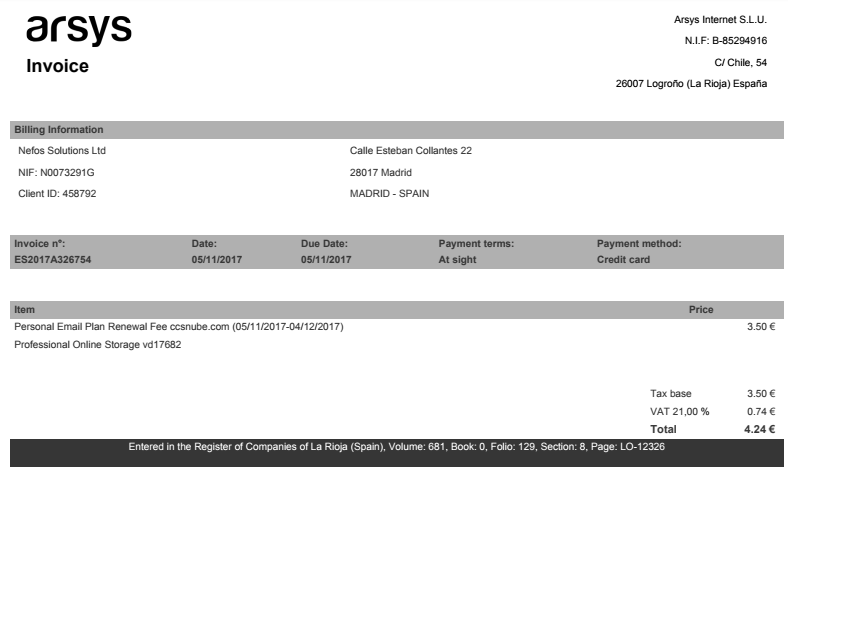 arsys
Arsys Internet S.L.U.
N.I.F: B-85294916
Invoice
C/ Chile, 54
26007 Logroño (La Rioja) España
Billing Information
Nefos Solutions Ltd Calle Esteban Collantes 22
NIF: N0073291G 28017 Madrid
Client ID: 458792 MADRID - SPAIN
Invoice nº: Date: Due Date: Payment terms: Payment method:
ES2017A326754 05/11/2017 05/11/2017 At sight Credit card
Item Price
Personal Email Plan Renewal Fee ccsnube.com (05/11/2017-04/12/2017) 3.50 €
Professional Online Storage vd17682
Tax base 3.50 €
VAT 21,00 % 0.74 €
Total 4.24 €
Entered in the Register of Companies of La Rioja (Spain), Volume: 681, Book: 0, Folio: 129, Section: 8, Page: LO-12326